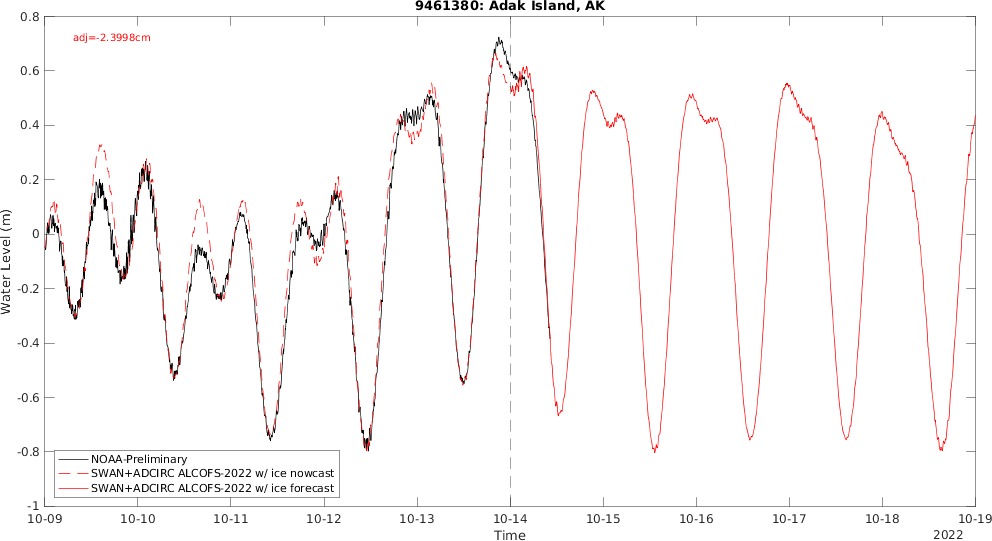 9461380: Adak Island, AK
0.8
adj=-2.3998cm
0.6
0.4
0.2
0
-0.2
-0.4
-0.6
-0.8
-1
Water Level (m)
NOAA-Preliminary
SWAN+ADCIRC ALCOFS-2022 w/ ice nowcast
SWAN+ADCIRC ALCOFS-2022 w/ ice forecast
10-09 10-10 10-11 10-12 10-13 10-14 10-15 10-16 10-17 10-18 10-19
Time
2022